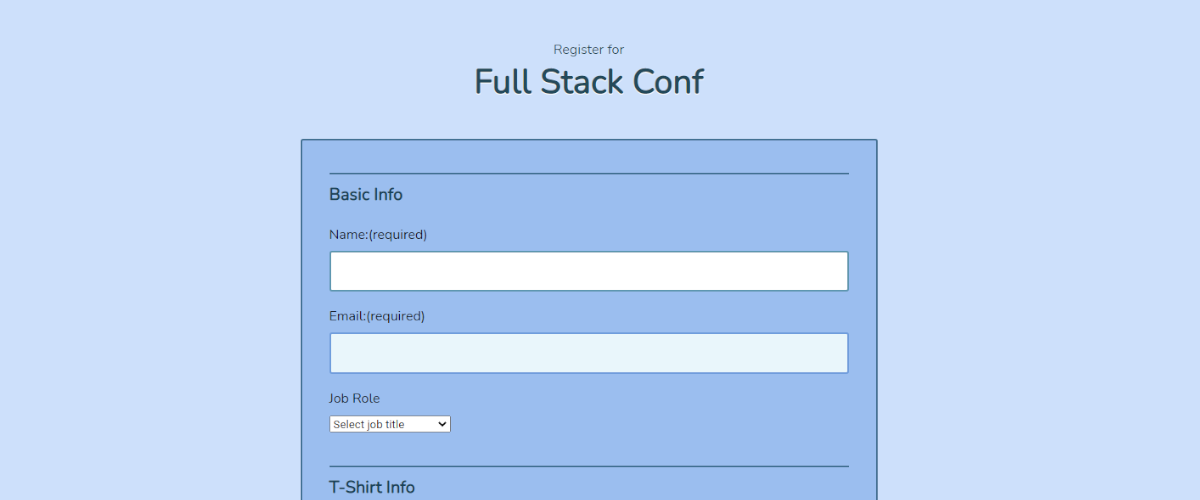 Register for
Full Stack Conf
Basic Info
Name:(required)
Email:(required)
Job Role
Select job title
T-Shirt Info